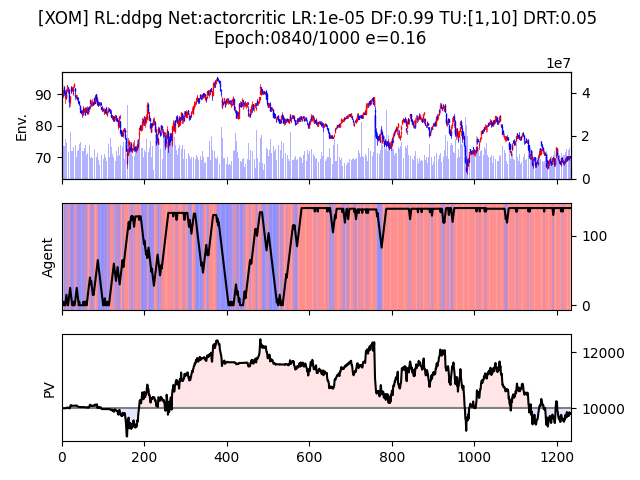 [XOM] RL:ddpg Net:actorcritic LR:1e-05 DF:0.99 TU:[1,10] DRT:0.05
Epoch:0840/1000 e=0.16
1e7
90
80
70
Env.
4
2
0
Agent
100
0
PV
12000
10000
0
200
400
600
800
1000
1200